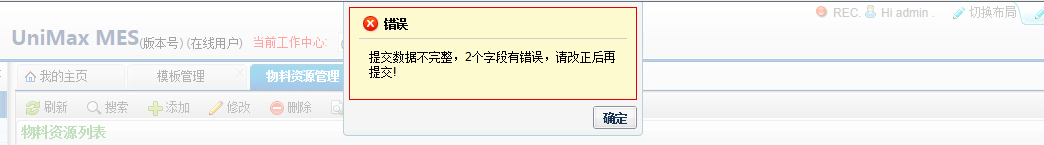 错误
REC. Hi admin . 切换布局
UniMax MES(版本号) (在线用户) 当前工作中心:
提交数据不完整，2个字段有错误，请改正后再
提交!
我的主页 模板管理 物料资源管理
刷新 搜索 添加 修改 删除
确定
物料资源列表